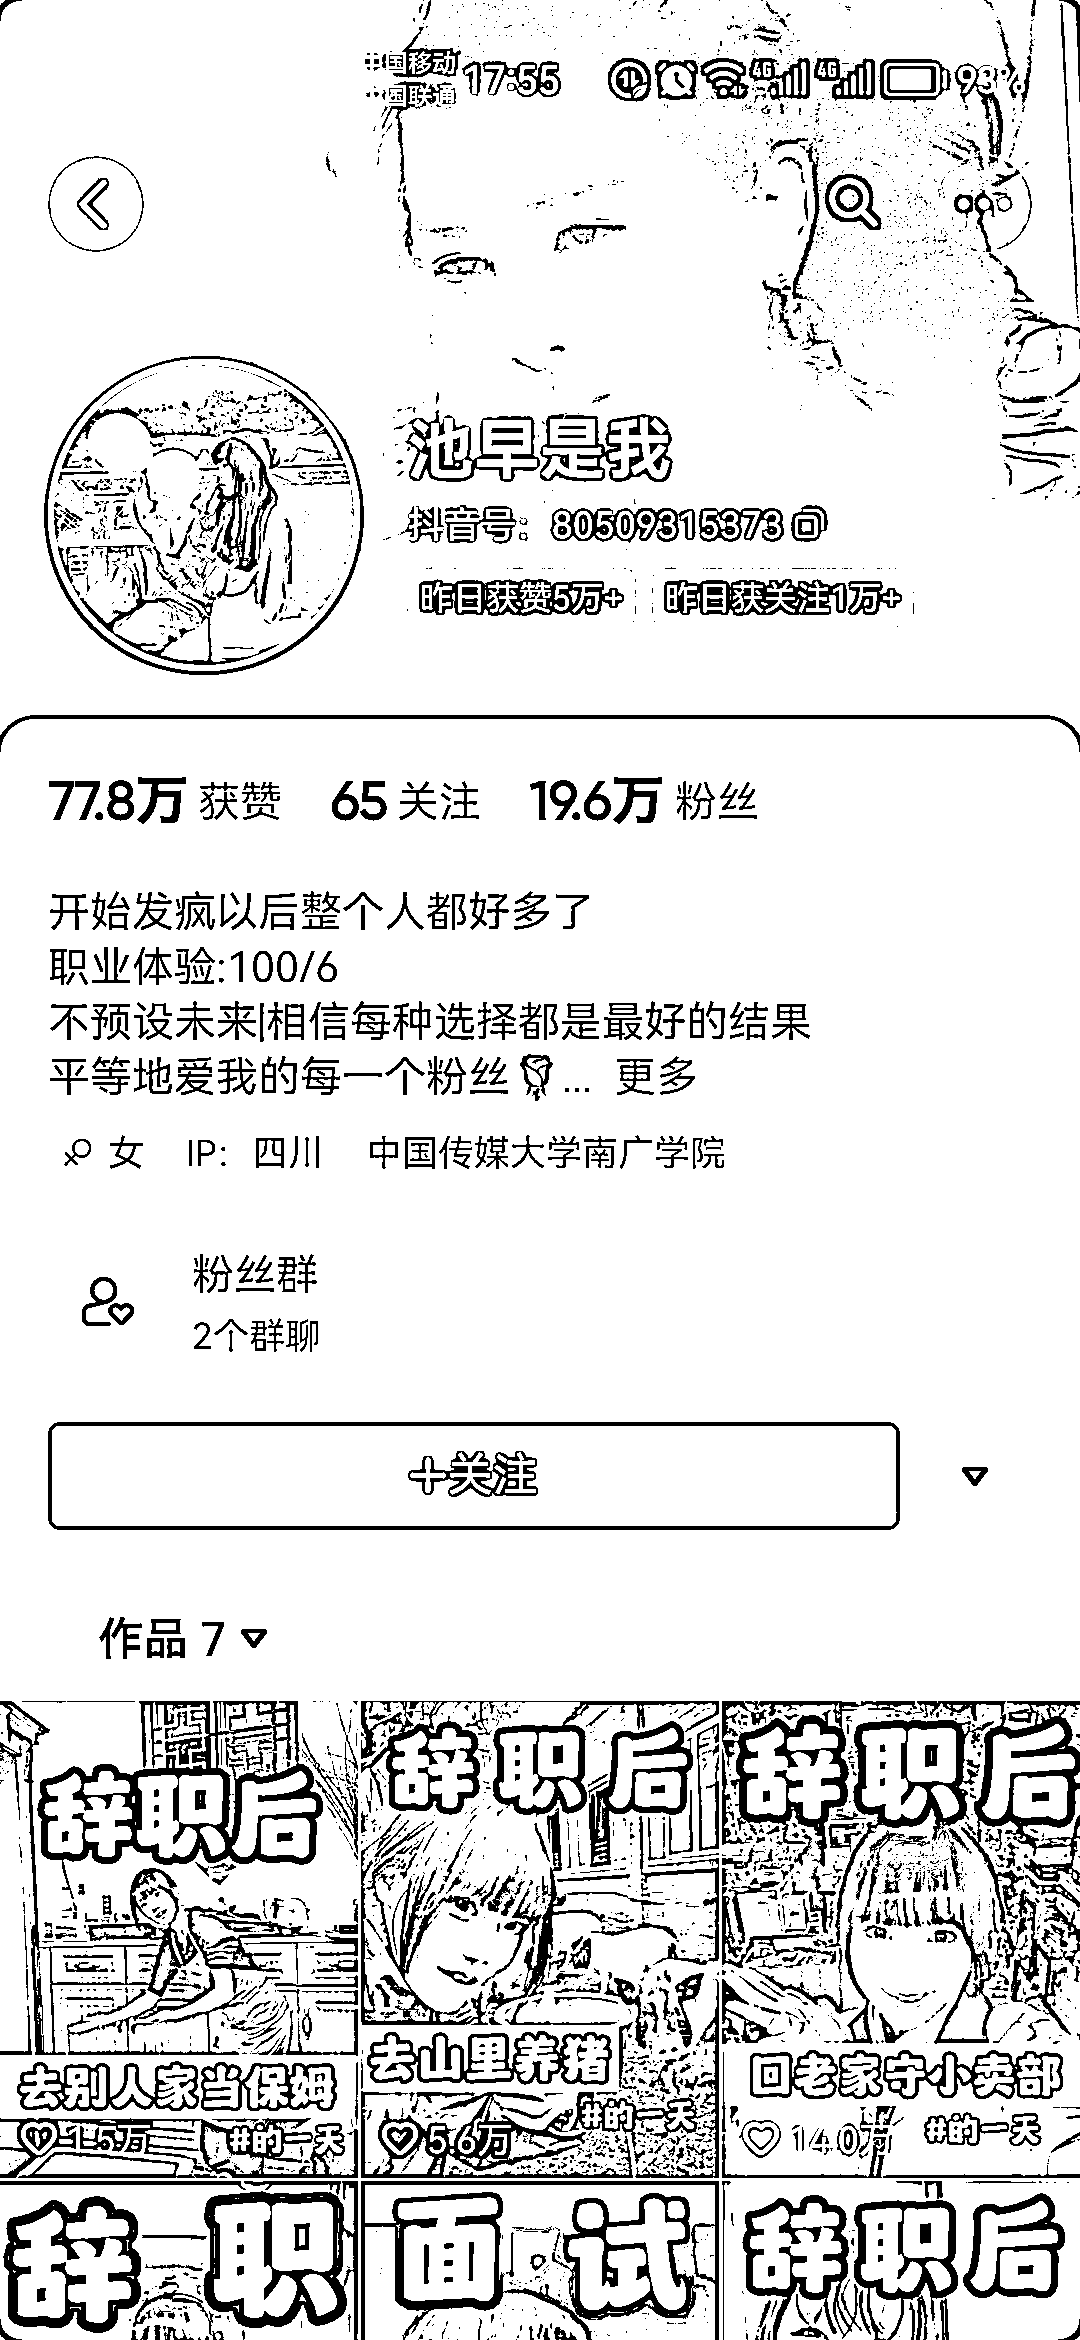 中国移动
中国联通
17:55
4G
4G
93%
池早是我
抖音号：80509315373
昨日获赞5万+
昨日获关注1万+
77.8万 获赞 65 关注 19.6万 粉丝
开始发疯以后整个人都好多了
职业体验:100/6
不预设未来|相信每种选择都是最好的结果
平等地爱我的每一个粉丝🌹... 更多
女 IP：四川 中国传媒大学南广学院
粉丝群
2个群聊
+关注
作品 7
辞职后
去别人家当保姆
#的一天
1.5万
辞职后
去山里养猪
#的一天
5.6万
辞职后
回老家守小卖部
#的一天
14.0万
辞职
面试
辞职后